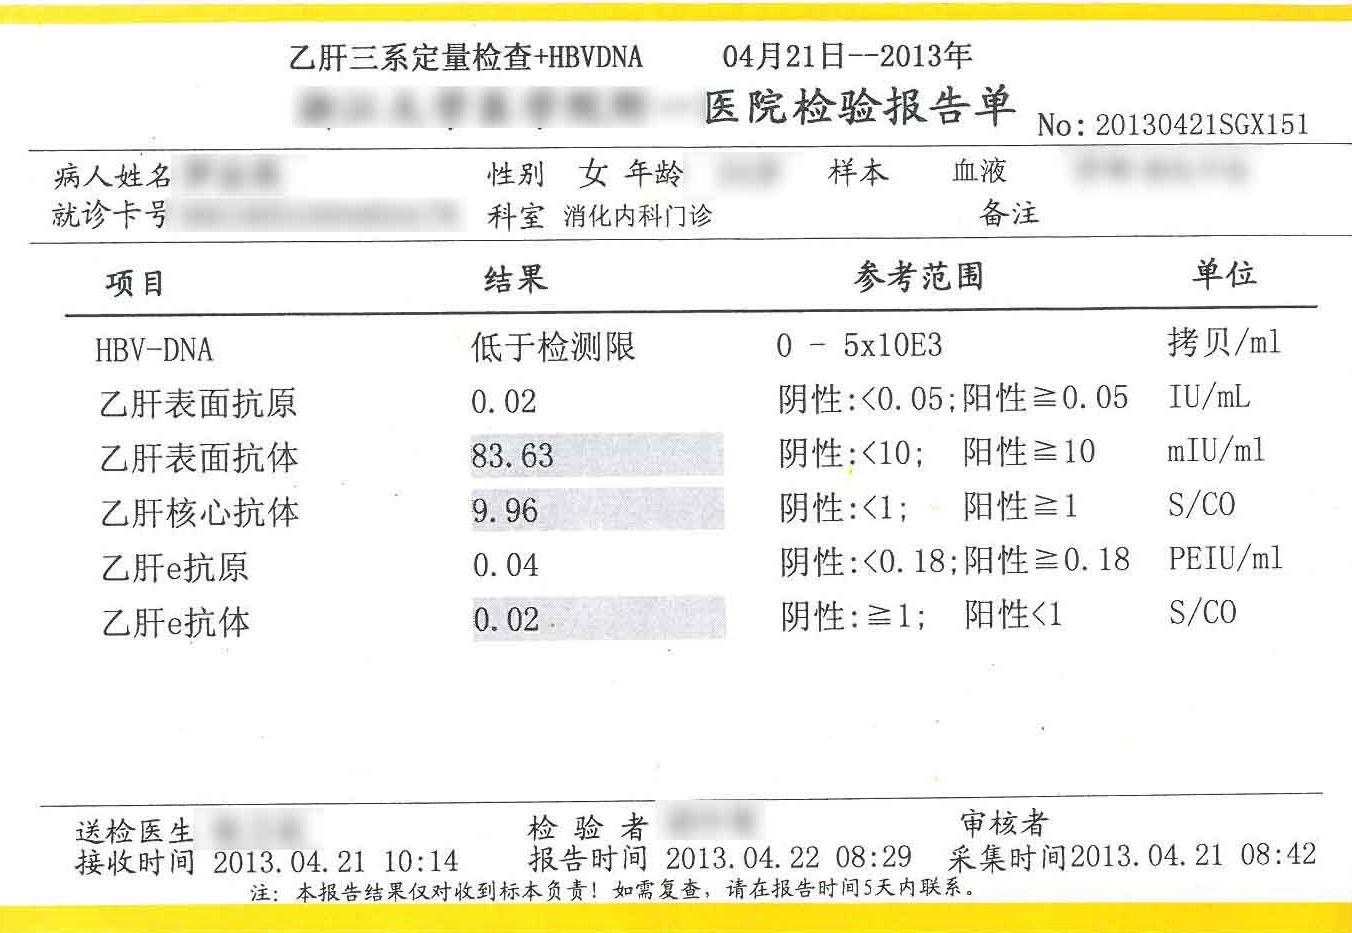 乙肝三系定量检查+HBVDNA 04月21日--2013年
医院检验报告单 No: 20130421SGX151
病人姓名 性别 女 年龄 样本 血液
就诊卡号 科室 消化内科门诊 备注
项目 结果 参考范围 单位
HBV-DNA 低于检测限 0 - 5x10E3 拷贝/ml
乙肝表面抗原 0.02 阴性:<0.05;阳性≧0.05 IU/mL
乙肝表面抗体 83.63 阴性:<10; 阳性≧10 mIU/ml
乙肝核心抗体 9.96 阴性:<1; 阳性≧1 S/CO
乙肝e抗原 0.04 阴性:<0.18;阳性≧0.18 PEIU/ml
乙肝e抗体 0.02 阴性:≧1; 阳性<1 S/CO
送检医生 检 验 者 审核者
接收时间 2013.04.21 10:14 报告时间 2013.04.22 08:29 采集时间2013.04.21 08:42
注: 本报告结果仅对收到标本负责! 如需复查, 请在报告时间5天内联系。